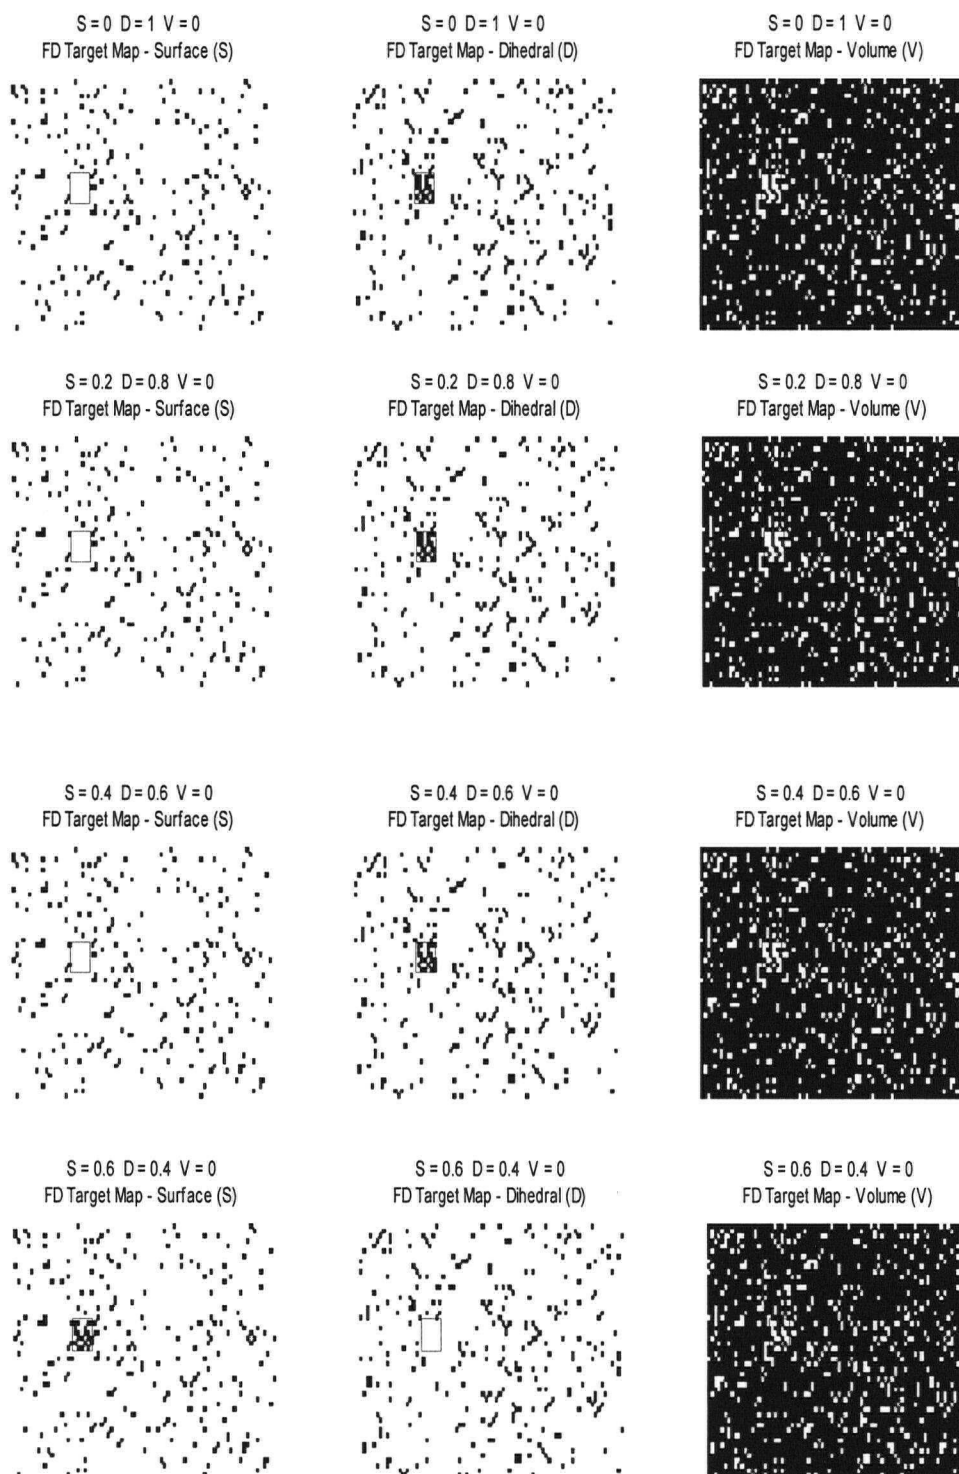 S = 0 D = 1 V = 0
FD Target Map - Surface (S)
S = 0 D = 1 V = 0
FD Target Map - Dihedral (D)
S = 0 D = 1 V = 0
FD Target Map - Volume (V)
S = 0.2 D = 0.8 V = 0
FD Target Map - Surface (S)
S = 0.2 D = 0.8 V = 0
FD Target Map - Dihedral (D)
S = 0.2 D = 0.8 V = 0
FD Target Map - Volume (V)
S = 0.4 D = 0.6 V = 0
FD Target Map - Surface (S)
S = 0.4 D = 0.6 V = 0
FD Target Map - Dihedral (D)
S = 0.4 D = 0.6 V = 0
FD Target Map - Volume (V)
S = 0.6 D = 0.4 V = 0
FD Target Map - Surface (S)
S = 0.6 D = 0.4 V = 0
FD Target Map - Dihedral (D)
S = 0.6 D = 0.4 V = 0
FD Target Map - Volume (V)